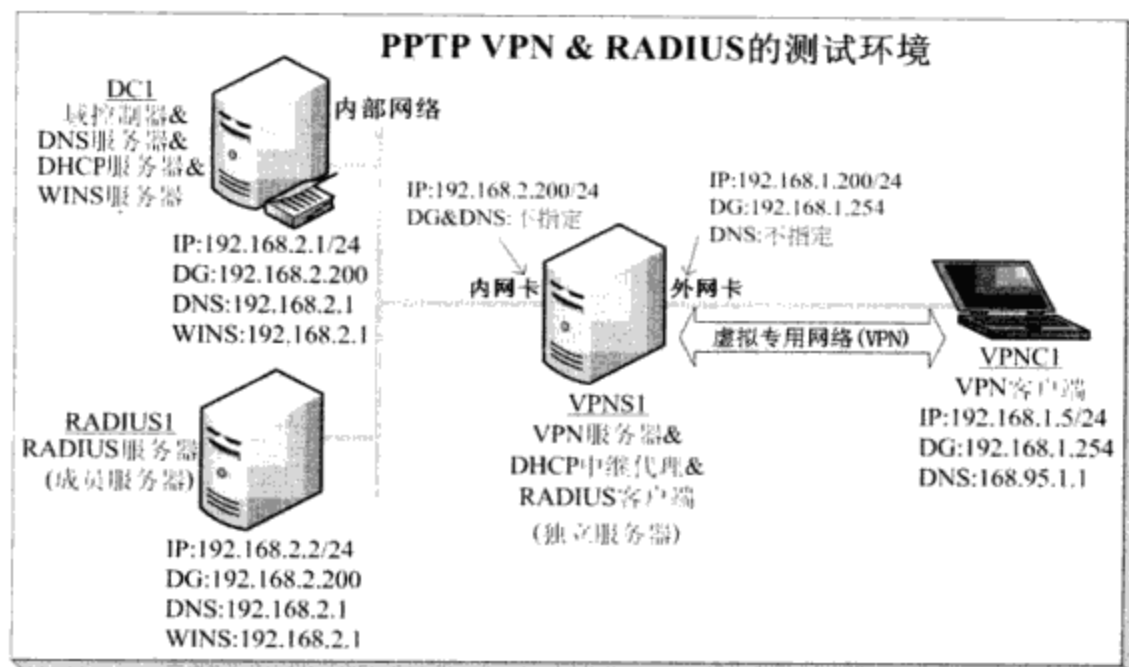 PPTP VPN & RADIUS的测试环境
DC1
域控制器&
DNS服务器&
DHCP服务器&
WINS服务器
内部网络
IP:192.168.2.1/24
DG:192.168.2.200
DNS:192.168.2.1
WINS:192.168.2.1
IP:192.168.2.200/24
DG&DNS:不指定
IP:192.168.1.200/24
DG:192.168.1.254
DNS:不指定
内网卡
外网卡
虚拟专用网络(VPN)
VPNS1
VPN服务器&
DHCP中继代理&
RADIUS客户端
(独立服务器)
VPNC1
VPN客户端
IP:192.168.1.5/24
DG:192.168.1.254
DNS:168.95.1.1
RADIUS1
RADIUS服务器
(成员服务器)
IP:192.168.2.2/24
DG:192.168.2.200
DNS:192.168.2.1
WINS:192.168.2.1